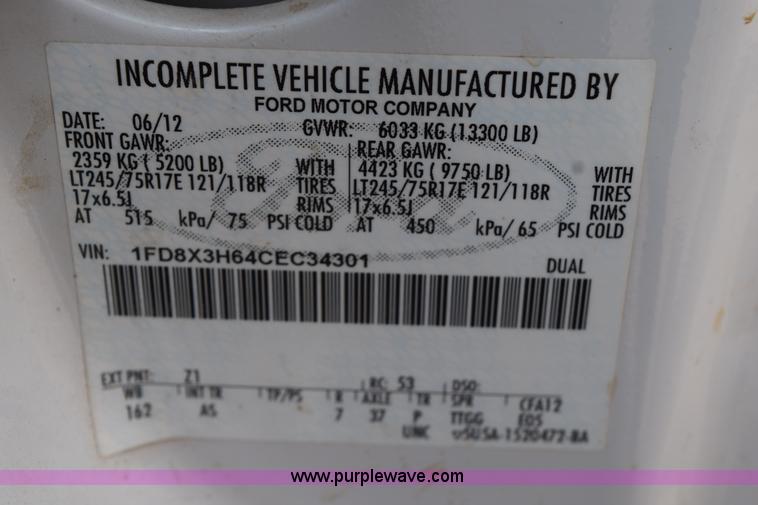 INCOMPLETE VEHICLE MANUFACTURED BY
FORD MOTOR COMPANY
DATE: 06/12 GVWR: 6033 KG (13300 LB)
FRONT GAWR: REAR GAWR:
2359 KG ( 5200 LB) WITH 4423 KG ( 9750 LB) WITH
LT245/75R17E 121/118R TIRES LT245/75R17E 121/118R TIRES
17x6.5J RIMS 17x6.5J RIMS
AT 515 kPa/ 75 PSI COLD AT 450 kPa/ 65 PSI COLD
VIN: 1FD8X3H64CEC34301 DUAL
EXT PNT: Z1 RC: 53 DSO:
WB INT TR TP/PS R AXLE TR SPR CFA12
162 AS 7 37 P TTGG E05
UNC 5USA-1520472-BA
www.purplewave.com